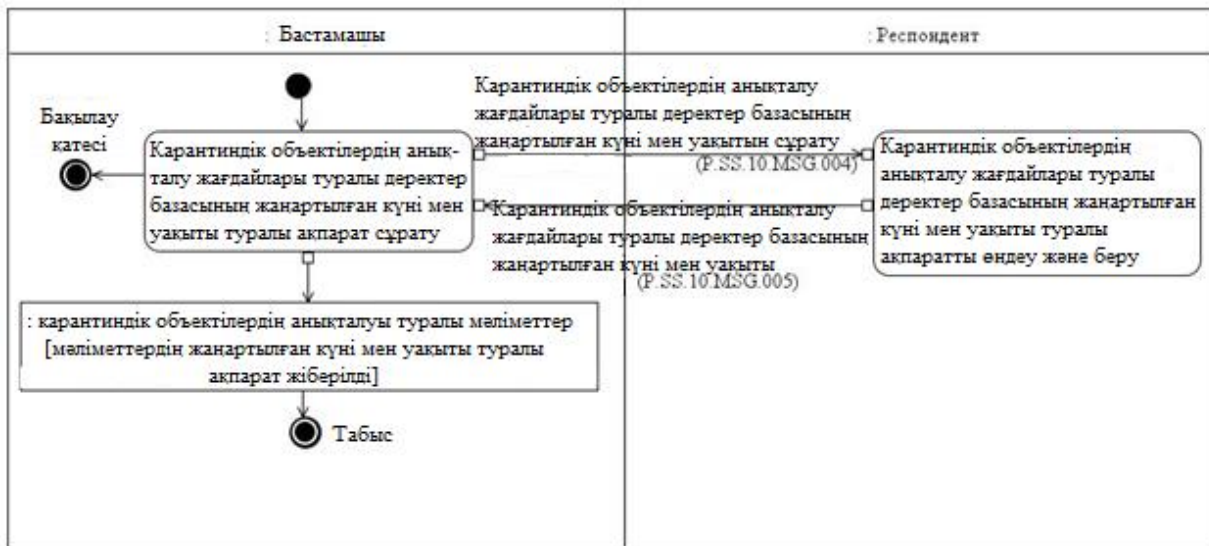 : Бастамашы
: Респондент
Бақылау
қатесі
Карантиндік объектілердің анық-
талу жағдайлары туралы деректер
базасының жаңартылған күні мен
уақыты туралы ақпарат сұрату
Карантиндік объектілердің анықталу
жағдайлары туралы деректер базасының
жаңартылған күні мен уақытын сұрату
(P.SS.10.MSG.004)
Карантиндік объектілердің
анықталу жағдайлары туралы
деректер базасының жаңартылған
күні мен уақыты туралы
ақпаратты өңдеу және беру
Карантиндік объектілердің анықталу
жағдайлары туралы деректер базасының
жаңартылған күні мен уақыты
(P.SS.10.MSG.005)
: карантиндік объектілердің анықталуы туралы мәліметтер
[мәліметтердің жаңартылған күні мен уақыты туралы
ақпарат жіберілді]
Табыс